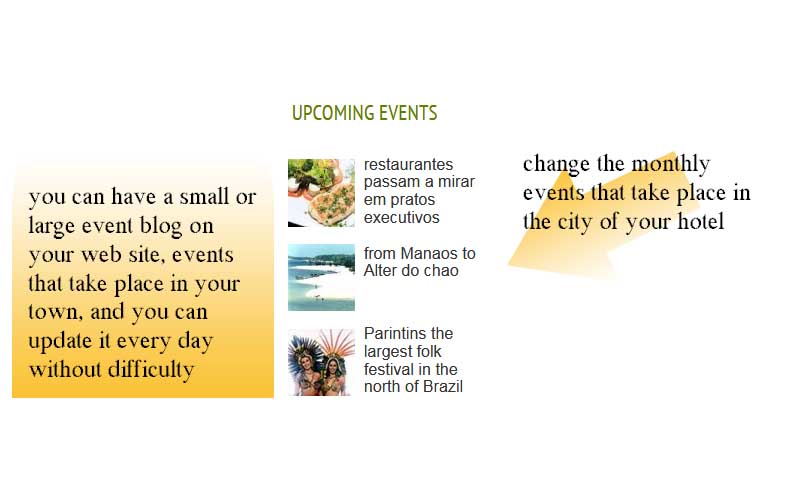 UPCOMING EVENTS
you can have a small or
large event blog on
your web site, events
that take place in your
town, and you can
update it every day
without difficulty
restaurantes
passam a mirar
em pratos
executivos
from Manaos to
Alter do chao
Parintins the
largest folk
festival in the
north of Brazil
change the monthly
events that take place in
the city of your hotel